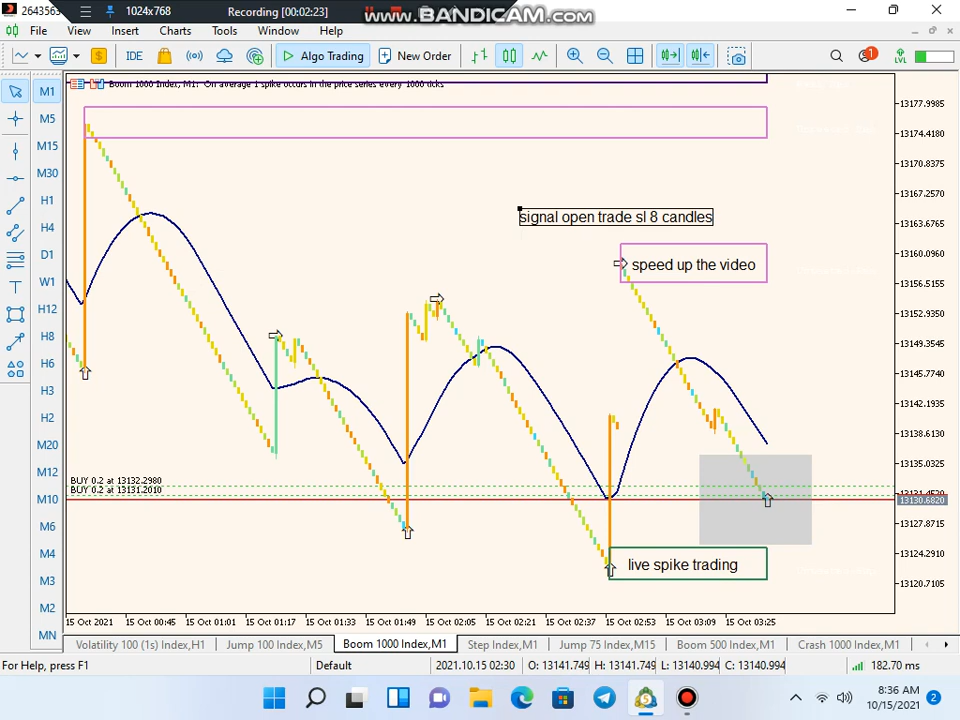 2643563
1024x768
Recording [00:02:23]
www.BANDICAM.com
File View Insert Charts Tools Window Help
IDE Algo Trading New Order 1 LVL
Boom 1000 Index, M1: On average 1 spike occurs in the price series every 1000 ticks
M1
M5
M15
M30
H1
H4
D1
W1
H12
H8
H6
H3
H2
M20
M12
M10
M6
M4
M3
M2
MN
signal open trade sl 8 candles
speed up the video
live spike trading
BUY 0.2 at 13132.2980
BUY 0.2 at 13131.2010
13177.9985
13174.4180
13170.8375
13167.2570
13163.6765
13160.0960
13156.5155
13152.9350
13149.3545
13145.7740
13142.1935
13138.6130
13135.0325
13130.6820
13127.8715
13124.2910
13120.7105
15 Oct 2021 15 Oct 00:45 15 Oct 01:01 15 Oct 01:17 15 Oct 01:33 15 Oct 01:49 15 Oct 02:05 15 Oct 02:21 15 Oct 02:37 15 Oct 02:53 15 Oct 03:09 15 Oct 03:25
Volatility 100 (1s) Index,H1 Jump 100 Index,M5 Boom 1000 Index,M1 Step Index,M1 Jump 75 Index,M15 Boom 500 Index,M1 Crash 1000 Index,M1
For Help, press F1 Default 2021.10.15 02:30 O: 13141.749 H: 13141.749 L: 13140.994 C: 13140.994 182.70 ms
8:36 AM
10/15/2021
2